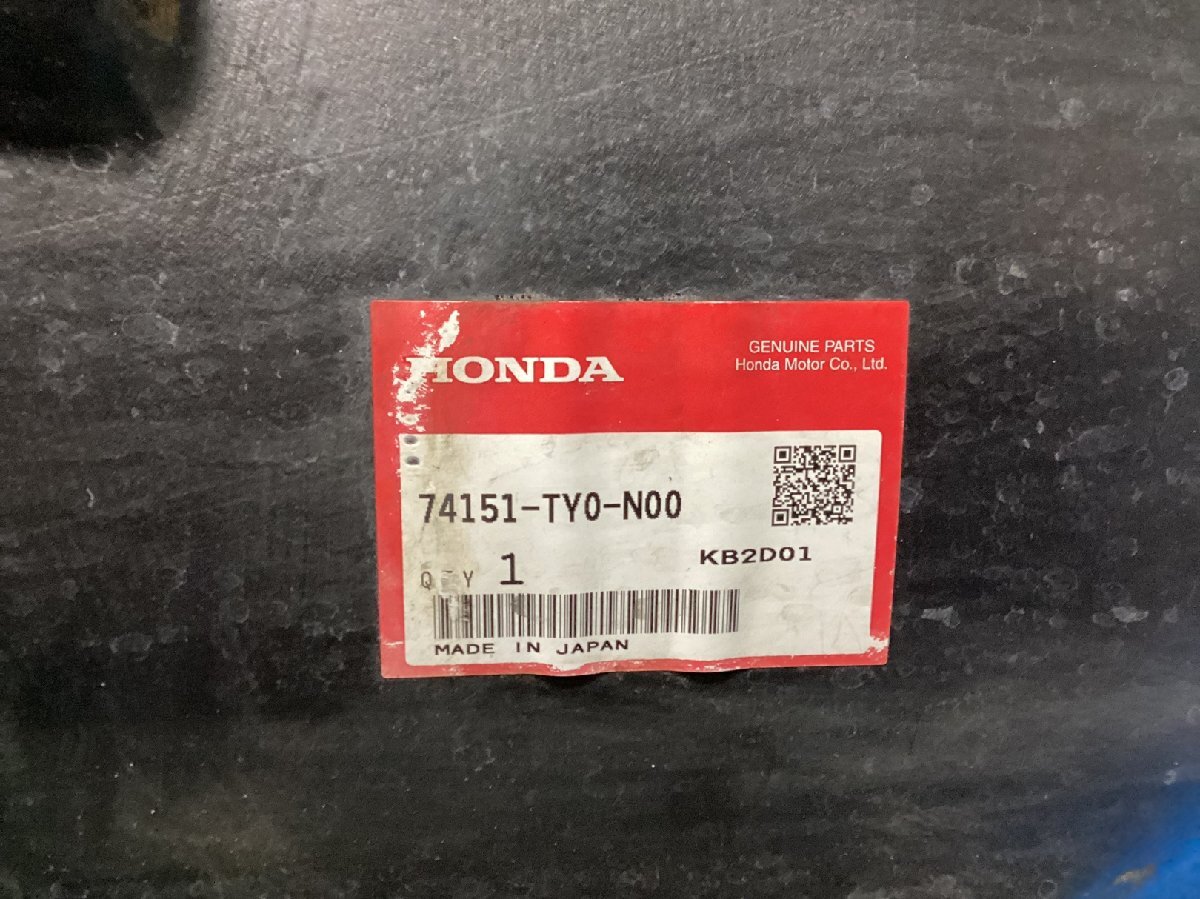 HONDA
GENUINE PARTS
Honda Motor Co., Ltd.
74151-TY0-N00
Q Y 1
KB2D01
MADE IN JAPAN